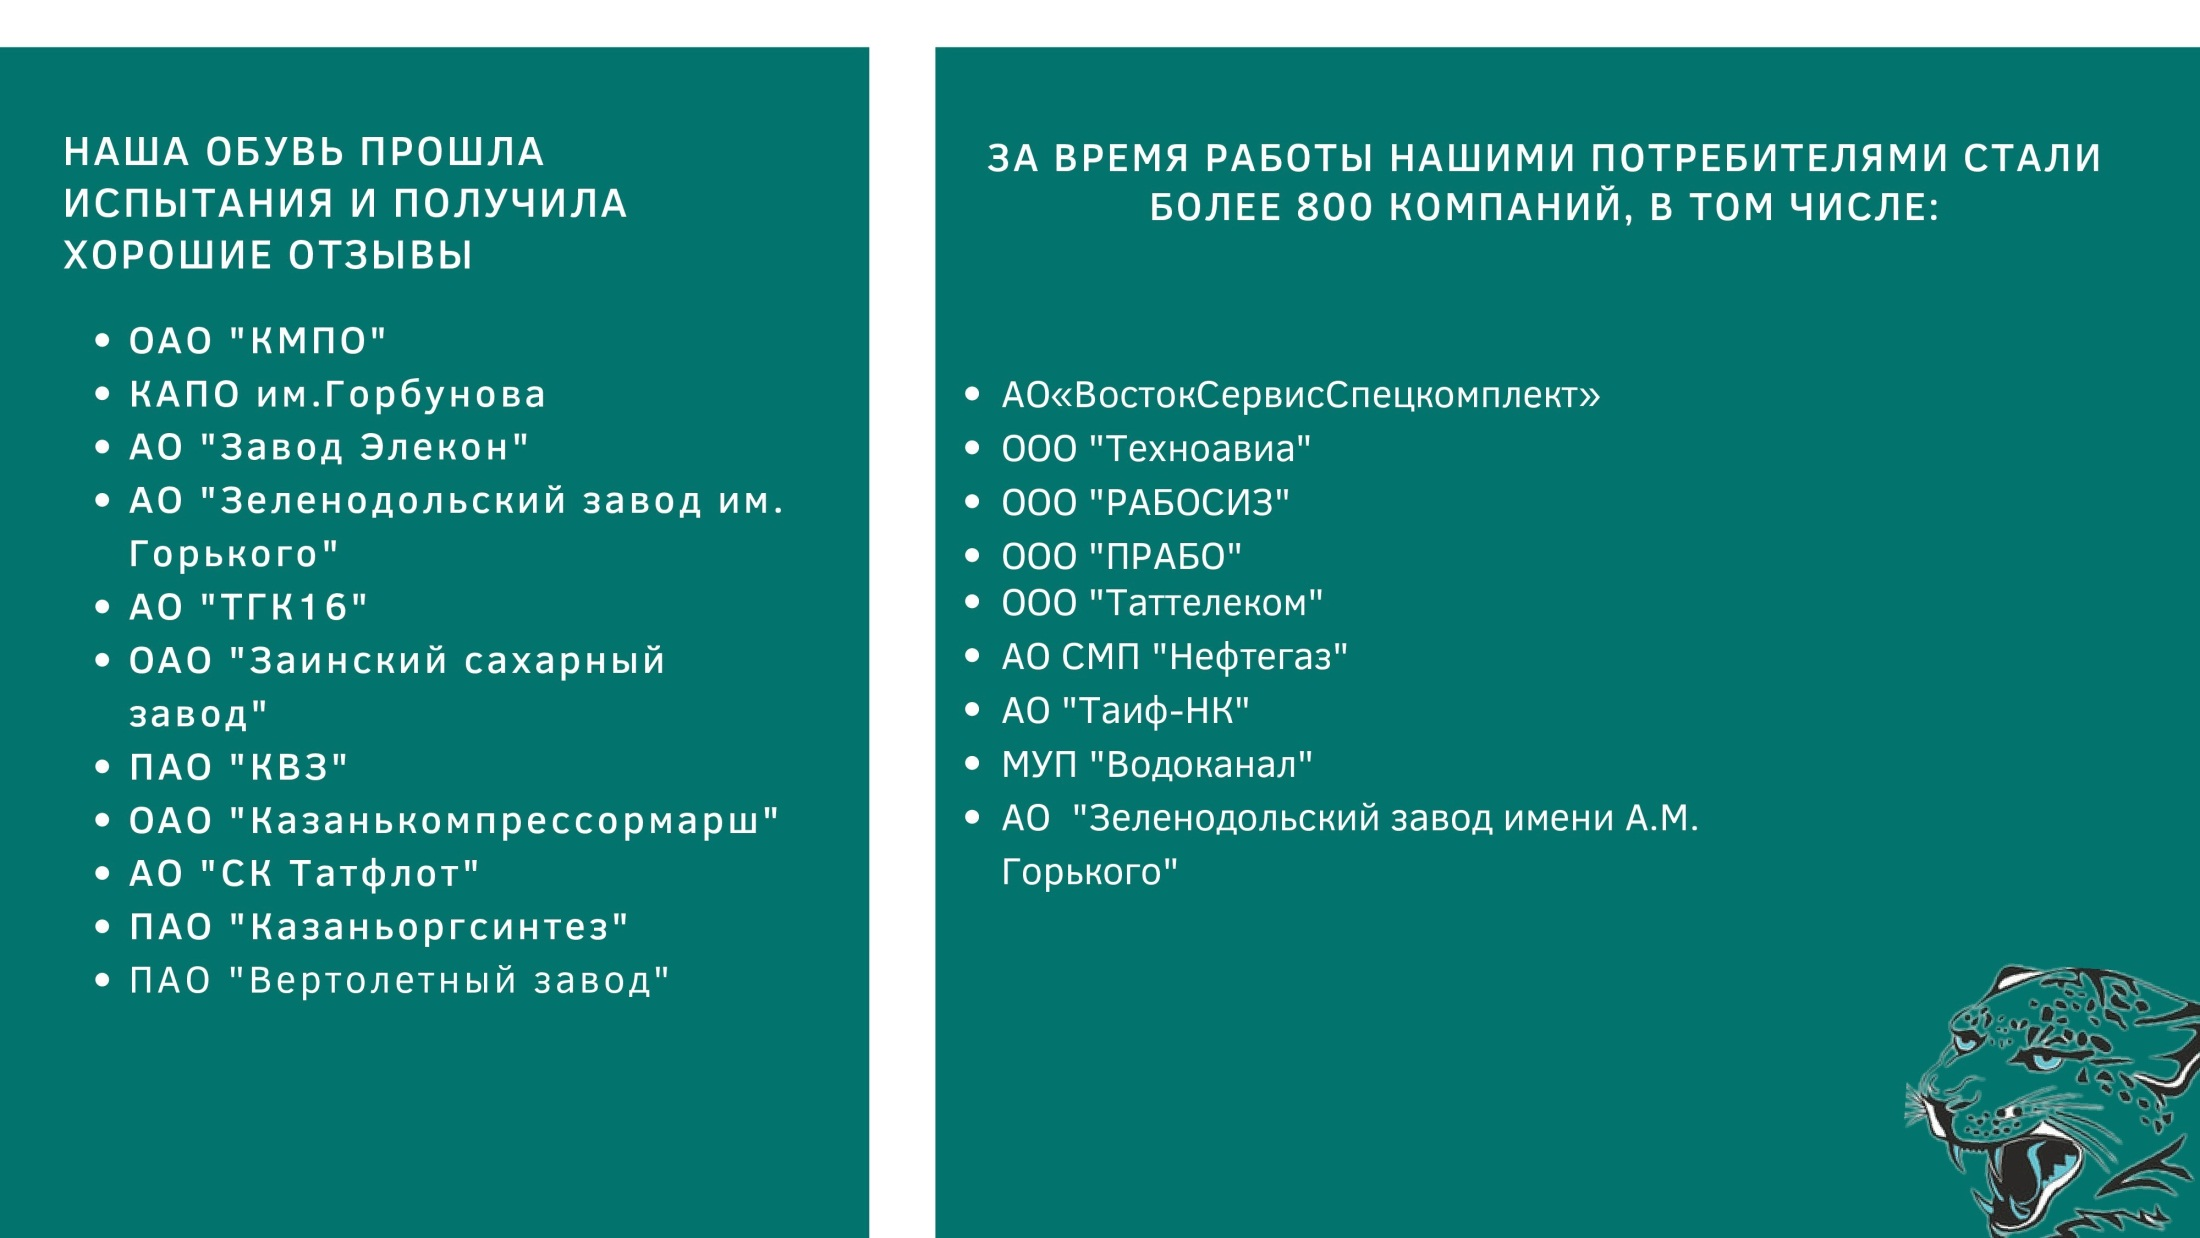 НАША ОБУВЬ ПРОШЛА
ИСПЫТАНИЯ И ПОЛУЧИЛА
ХОРОШИЕ ОТЗЫВЫ
• ОАО "КМПО"
• КАПО им.Горбунова
• АО "Завод Элекон"
• АО "Зеленодольский завод им.
Горького"
• АО "ТГК16"
• ОАО "Заинский сахарный
завод"
• ПАО "КВЗ"
• ОАО "Казанькомпрессормарш"
• АО "СК Татфлот"
• ПАО "Казаньоргсинтез"
• ПАО "Вертолетный завод"
ЗА ВРЕМЯ РАБОТЫ НАШИМИ ПОТРЕБИТЕЛЯМИ СТАЛИ
БОЛЕЕ 800 КОМПАНИЙ, В ТОМ ЧИСЛЕ:
• АО«ВостокСервисСпецкомплект»
• ООО "Техноавиа"
• ООО "РАБОСИЗ"
• ООО "ПРАБО"
• ООО "Таттелеком"
• АО СМП "Нефтегаз"
• АО "Таиф-НК"
• МУП "Водоканал"
• АО  "Зеленодольский завод имени А.М.
Горького"